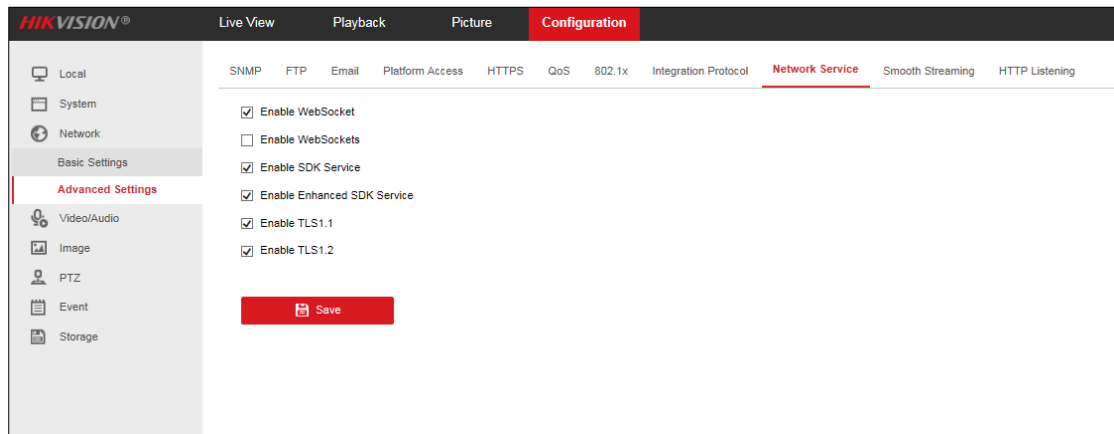 HIKVISION® Live View Playback Picture Configuration
SNMP FTP Email Platform Access HTTPS QoS 802.1x Integration Protocol Network Service Smooth Streaming HTTP Listening
Local
System
Network
Basic Settings
Advanced Settings
Video/Audio
Image
PTZ
Event
Storage
Enable WebSocket
Enable WebSockets
Enable SDK Service
Enable Enhanced SDK Service
Enable TLS1.1
Enable TLS1.2
Save